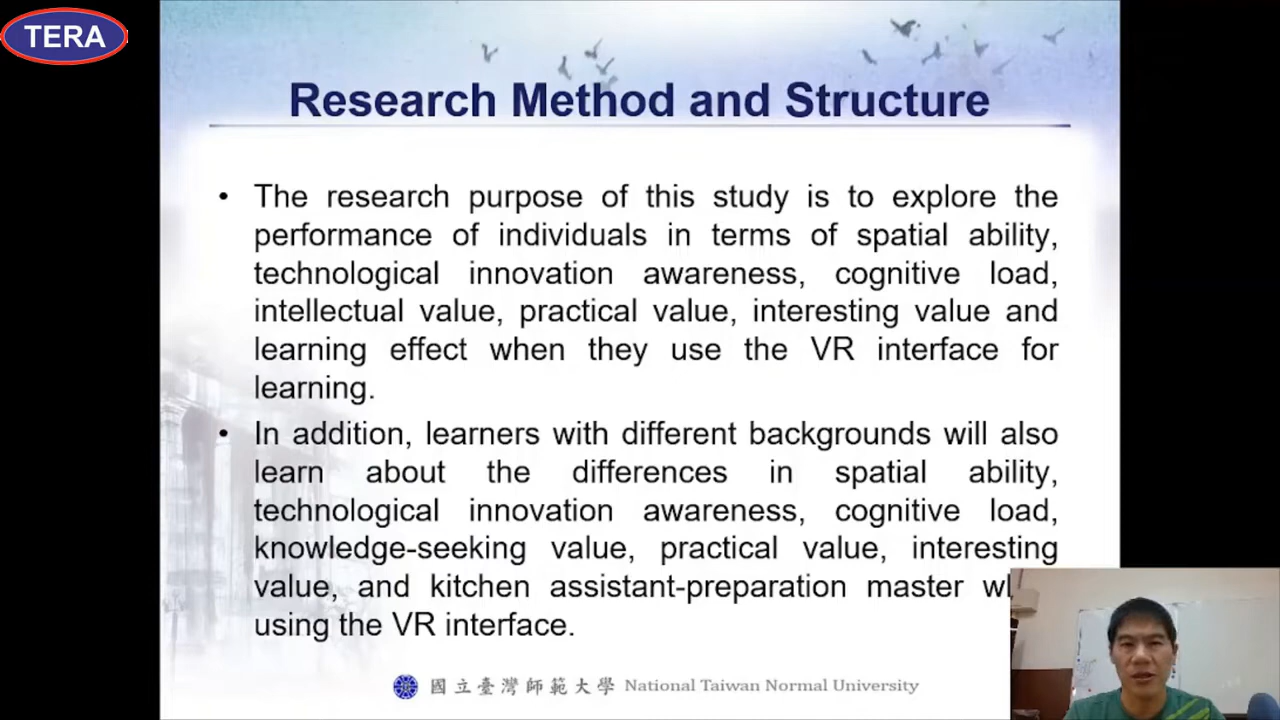 TERA
Research Method and Structure
• The research purpose of this study is to explore the
performance of individuals in terms of spatial ability,
technological innovation awareness, cognitive load,
intellectual value, practical value, interesting value and
learning effect when they use the VR interface for
learning.
• In addition, learners with different backgrounds will also
learn about the differences in spatial ability,
technological innovation awareness, cognitive load,
knowledge-seeking value, practical value, interesting
value, and kitchen assistant-preparation master
using the VR interface.
國立臺灣師範大學 National Taiwan Normal University